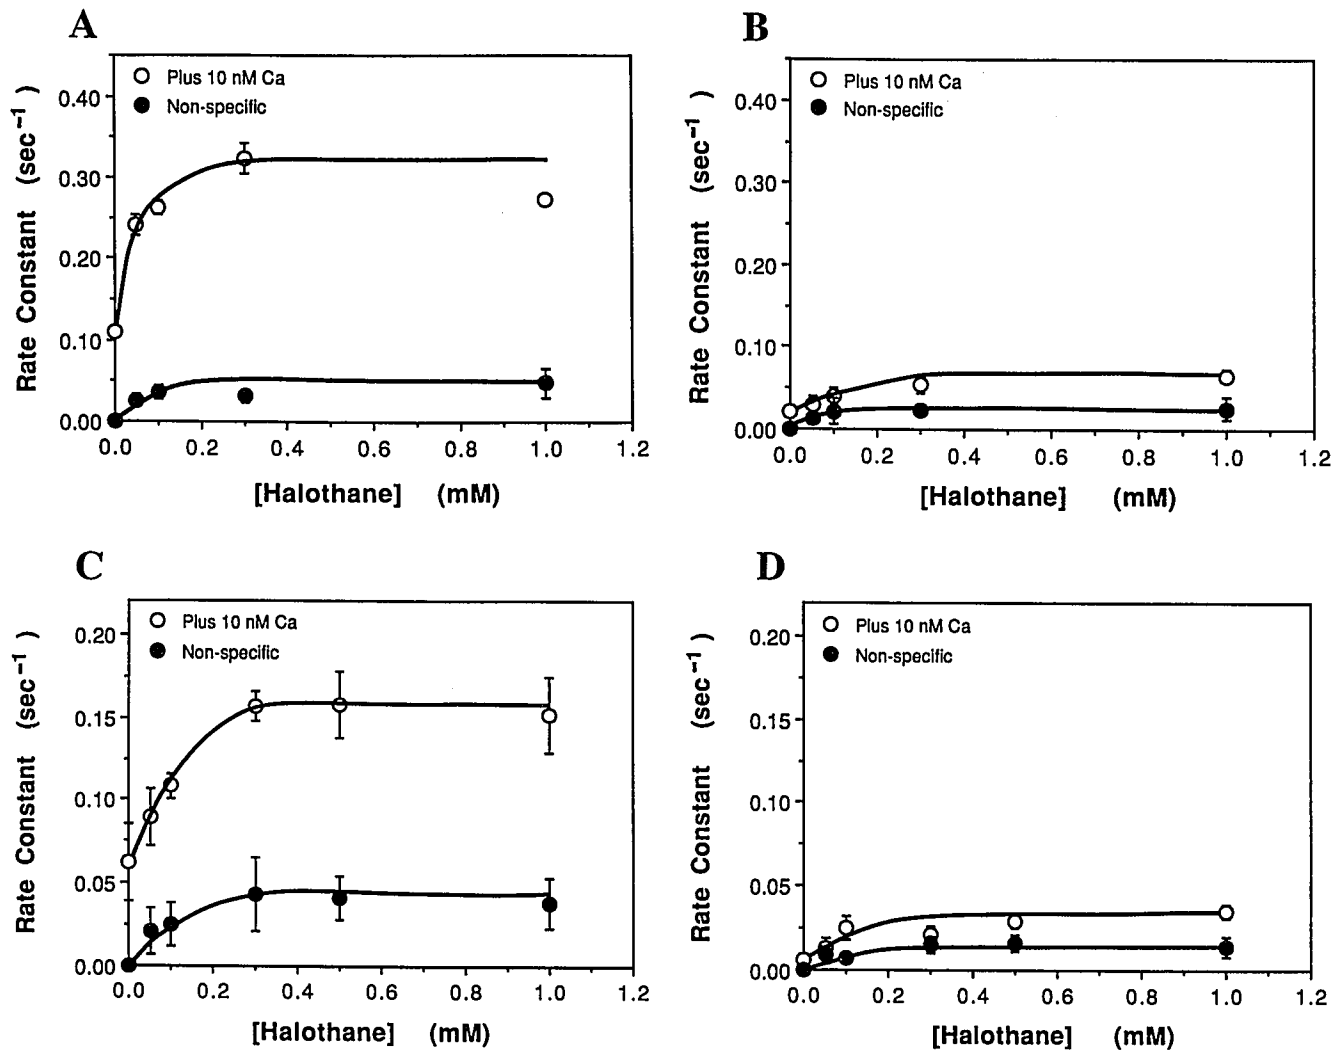 A
Plus 10 nM Ca
Non-specific
Rate Constant (sec⁻¹)
0.40
0.30
0.20
0.10
0.00
0.0 0.2 0.4 0.6 0.8 1.0 1.2
[Halothane] (mM)
B
Plus 10 nM Ca
Non-specific
Rate Constant (sec⁻¹)
0.40
0.30
0.20
0.10
0.00
0.0 0.2 0.4 0.6 0.8 1.0 1.2
[Halothane] (mM)
C
Plus 10 nM Ca
Non-specific
Rate Constant (sec⁻¹)
0.20
0.15
0.10
0.05
0.00
0.0 0.2 0.4 0.6 0.8 1.0 1.2
[Halothane] (mM)
D
Plus 10 nM Ca
Non-specific
Rate Constant (sec⁻¹)
0.20
0.15
0.10
0.05
0.00
0.0 0.2 0.4 0.6 0.8 1.0 1.2
[Halothane] (mM)